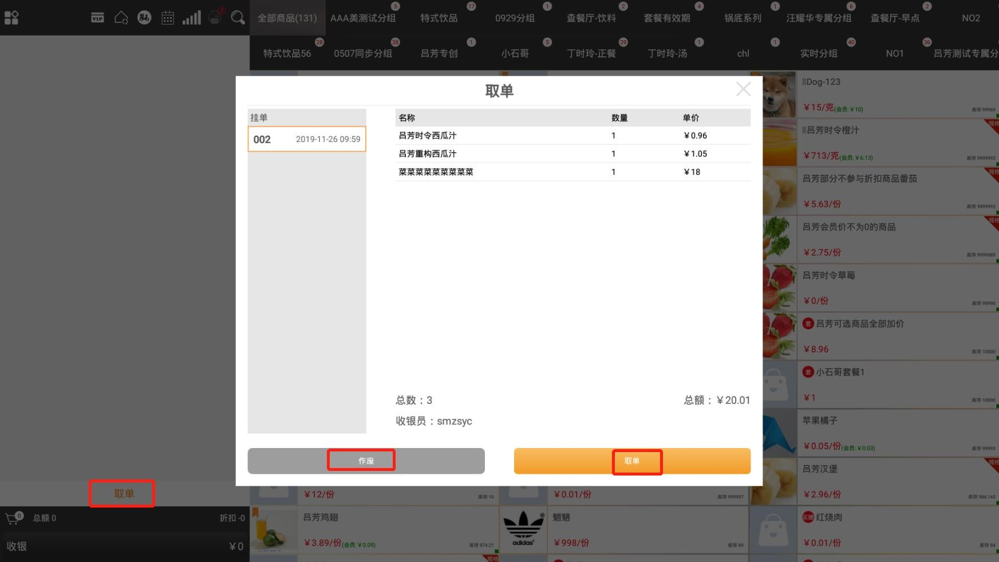 VIP
7
全部商品(131)
AAA美测试分组
5
特式饮品
17
0929分组
1
查餐厅-饮料
2
套餐有效期
4
锅底系列
1
汪耀华专属分组
6
查餐厅-早点
2
NO2
特式饮品56
28
0507同步分组
28
吕芳专创
1
小石哥
5
丁时玲-正餐
29
丁时玲-汤
1
chl
1
实时分组
40
NO1
36
吕芳测试专属分
取单
挂单
002 2019-11-26 09:59
名称 数量 单价
吕芳时令西瓜汁 1 ￥0.96
吕芳重构西瓜汁 1 ￥1.05
菜菜菜菜菜菜菜菜菜 1 ￥18
总数：3 总额：￥20.01
收银员：smzsyc
作废
取单
Dog-123
￥15/克(会员:￥10) 库存 99969
规格
吕芳时令橙汁
￥713/克(会员:￥6.13) 库存 9999993
规格
吕芳部分不参与折扣商品番茄
￥5.63/份 库存 9999993
规格
吕芳会员价不为0的商品
￥2.75/份 库存 9999989
吕芳时令草莓
￥0/份 库存 99990
套 吕芳可选商品全部加价
￥8.96 库存 10000
套 小石哥套餐1
￥1 库存 10000
苹果橘子
￥0.05/份(会员:￥0.03) 库存 99993
规格
吕芳汉堡
￥2.96/份 库存 986.145
￥12/份 库存 10
￥0.01/份 库存 999997
吕芳鸡翅
￥3.89/份(会员:￥0.09) 库存 974.21
adidas
魍魉
￥998/份 库存 89
买赠 红烧肉
￥0.01/份 库存 94
规格
取单
0 总额 0 折扣 -0
收银 ￥0